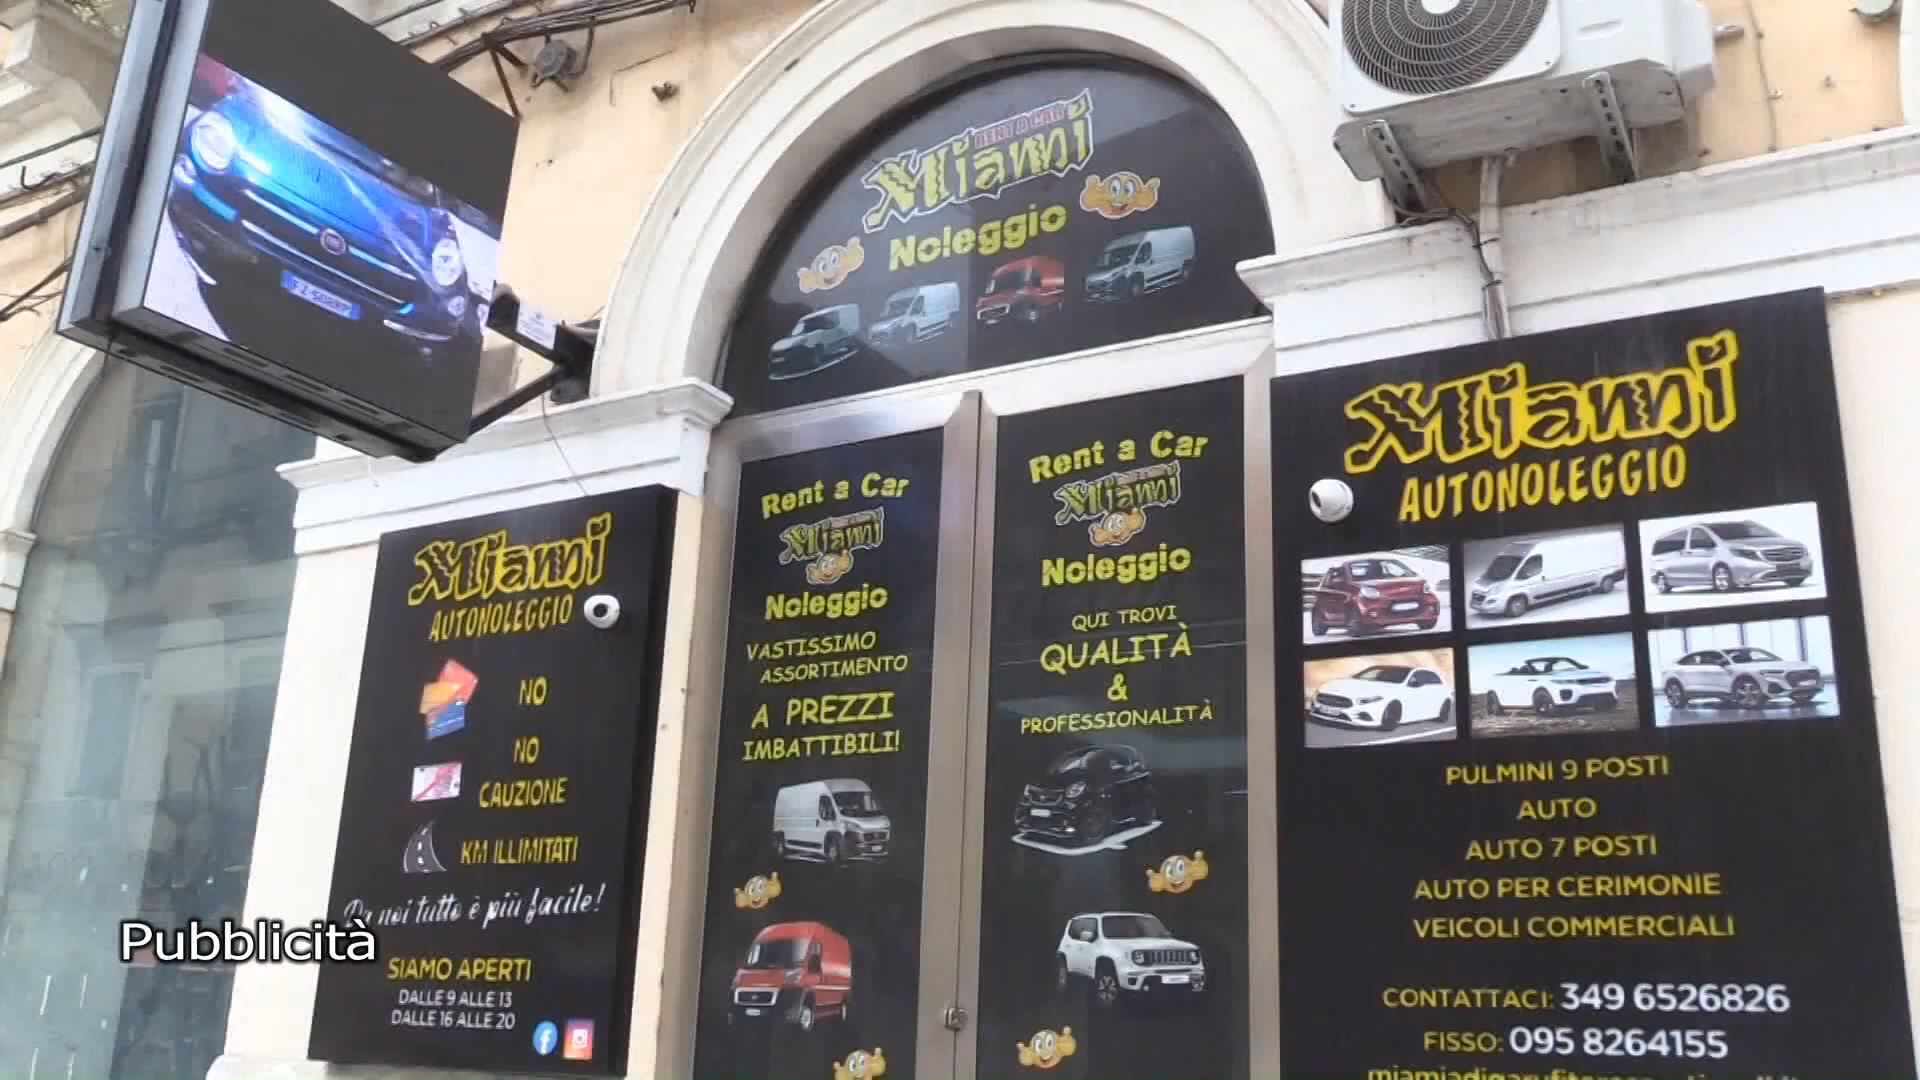 RENT A CAR
Miami
Noleggio
Miami
AUTONOLEGGIO
NO
NO
CAUZIONE
KM ILLIMITATI
Da noi tutto è più facile!
SIAMO APERTI
DALLE 9 ALLE 13
DALLE 16 ALLE 20
Rent a Car
Miami
Noleggio
VASTISSIMO
ASSORTIMENTO
A PREZZI
IMBATTIBILI!
Rent a Car
Miami
Noleggio
QUI TROVI
QUALITÀ
&
PROFESSIONALITÀ
Miami
AUTONOLEGGIO
PULMINI 9 POSTI
AUTO
AUTO 7 POSTI
AUTO PER CERIMONIE
VEICOLI COMMERCIALI
CONTATTACI: 349 6526826
FISSO: 095 8264155
Pubblicità